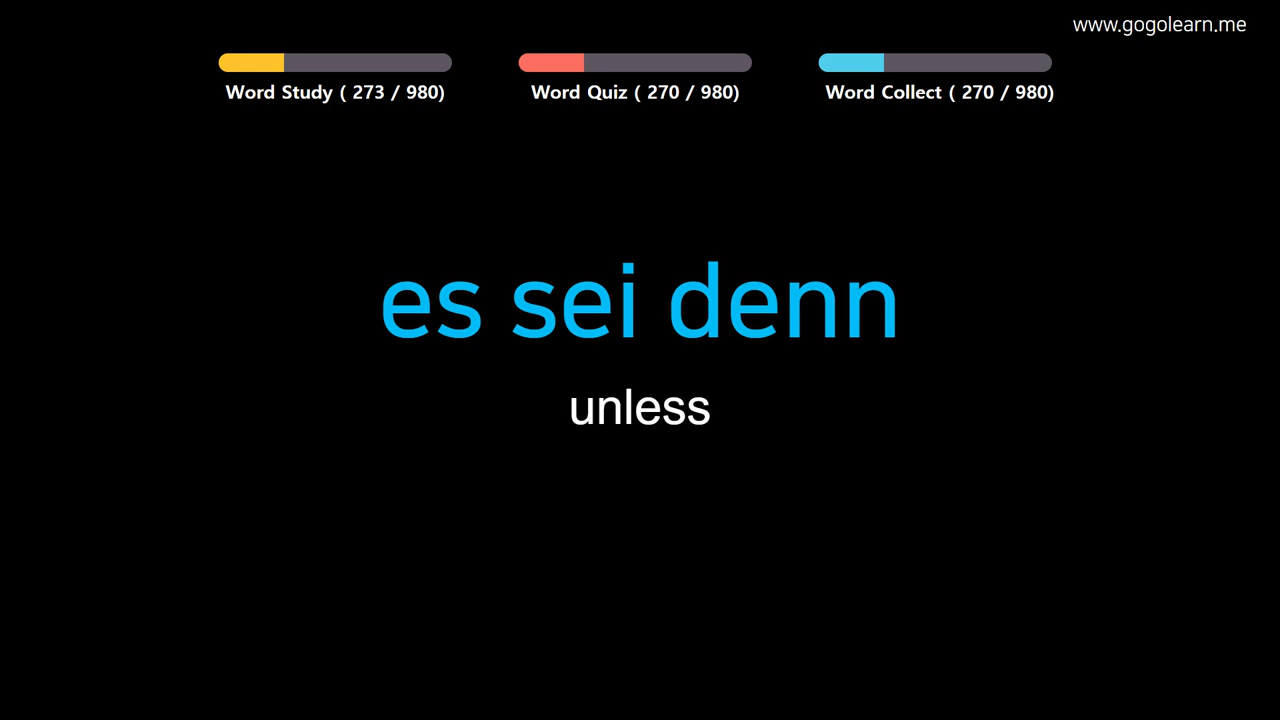 www.gogolearn.me
Word Study ( 273 / 980)
Word Quiz ( 270 / 980)
Word Collect ( 270 / 980)
es sei denn
unless